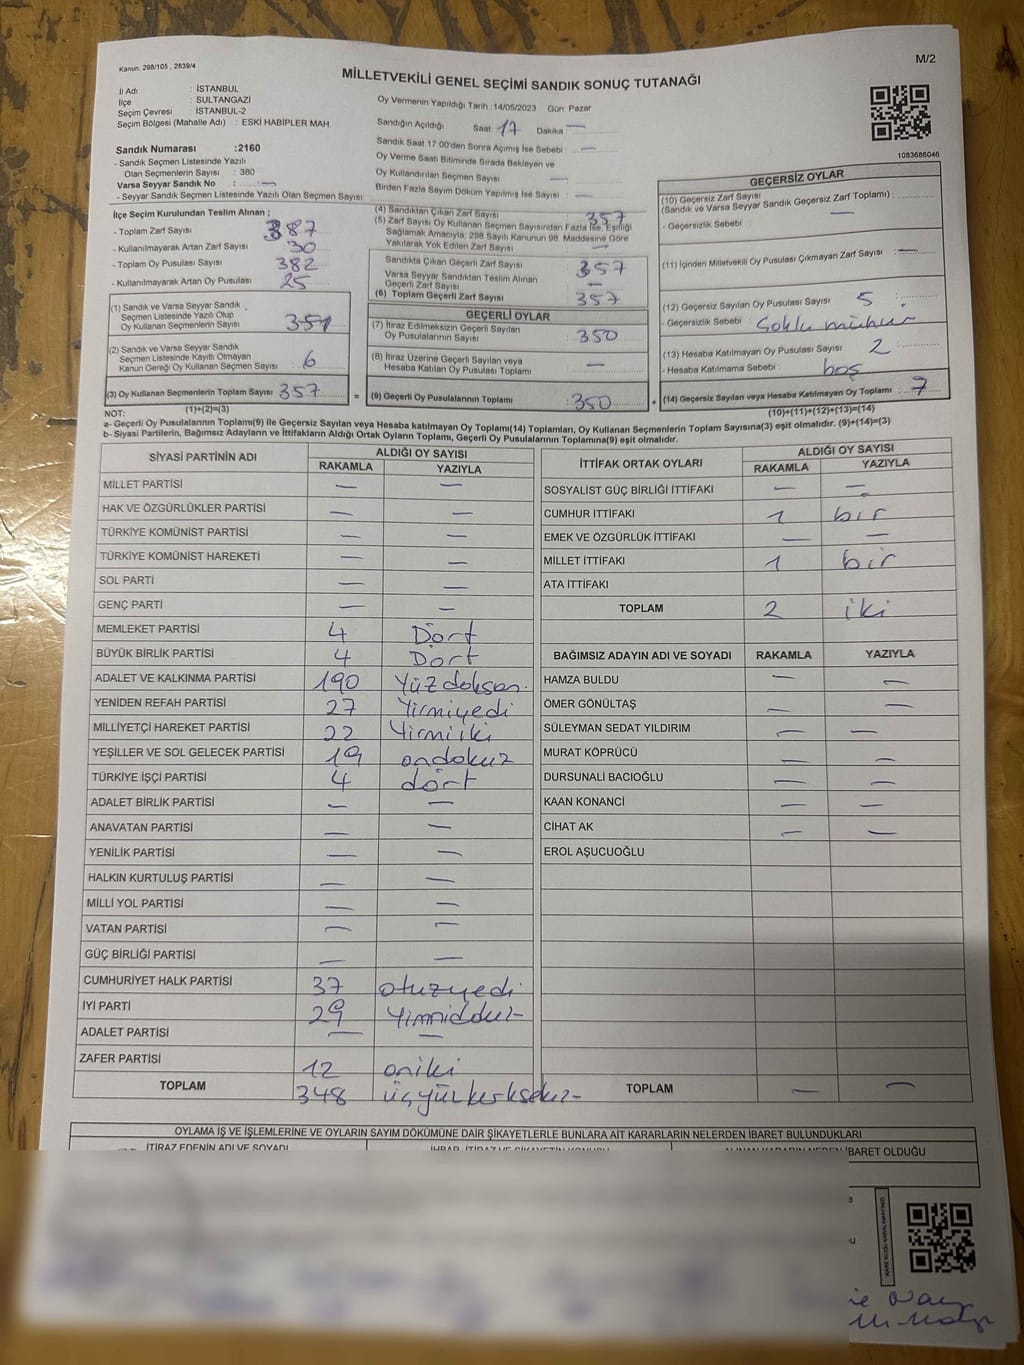 Kanun, 298/105 , 2839/4
M/2
MİLLETVEKİLİ GENEL SEÇİMİ SANDIK SONUÇ TUTANAĞI
İl Adı : İSTANBUL
İlçe : SULTANGAZİ
Seçim Çevresi : İSTANBUL-2
Seçim Bölgesi (Mahalle Adı) : ESKİ HABİPLER MAH.
Oy Vermenin Yapıldığı Tarih :14/05/2023 Gün: Pazar
Sandığın Açıldığı Saat: 17 Dakika: —
Sandık Saat 17.00'den Sonra Açımış İse Sebebi : —
Oy Verme Saati Bitiminde Sırada Bekleyen ve
Oy Kullandırılan Seçmen Sayısı : —
Birden Fazla Sayım Döküm Yapılmış İse Sayısı : —
1083686046
Sandık Numarası :2160
- Sandık Seçmen Listesinde Yazılı
Olan Seçmenlerin Sayısı : 380
Varsa Seyyar Sandık No : —
- Seyyar Sandık Seçmen Listesinde Yazılı Olan Seçmen Sayısı :
İlçe Seçim Kurulundan Teslim Alınan ;
- Toplam Zarf Sayısı : 387
- Kullanılmayarak Artan Zarf Sayısı : 30
- Toplam Oy Pusulası Sayısı : 382
- Kullanılmayarak Artan Oy Pusulası : 25
(1) Sandık ve Varsa Seyyar Sandık
Seçmen Listesinde Yazılı Olup
Oy Kullanan Seçmenlerin Sayısı : 351
(2) Sandık ve Varsa Seyyar Sandık
Seçmen Listesinde Kayıtlı Olmayan
Kanun Gereği Oy Kullanan Seçmen Sayısı : 6
(3) Oy Kullanan Seçmenlerin Toplam Sayısı : 357
(1)+(2)=(3)
(4) Sandıktan Çıkan Zarf Sayısı : 357
(5) Zarf Sayısı Oy Kullanan Seçmen Sayısından Fazla İse, Eşitliği
Sağlamak Amacıyla, 298 Sayılı Kanunun 98. Maddesine Göre
Yakılarak Yok Edilen Zarf Sayısı —
Sandıkta Çıkan Geçerli Zarf Sayısı : 357
Varsa Seyyar Sandıktan Teslim Alınan
Geçerli Zarf Sayısı : —
(6) Toplam Geçerli Zarf Sayısı : 357
GEÇERLİ OYLAR
(7) İtiraz Edilmeksizin Geçerli Sayılan
Oy Pusulalarının Sayısı : 350
(8) İtiraz Üzerine Geçerli Sayılan veya
Hesaba Katılan Oy Pusulası Toplamı : —
= (9) Geçerli Oy Pusulalarının Toplamı : 350
GEÇERSİZ OYLAR
(10) Geçersiz Zarf Sayısı
(Sandık ve Varsa Seyyar Sandık Geçersiz Zarf Toplamı) :
- Geçersizlik Sebebi : —
(11) İçinden Milletvekili Oy Pusulası Çıkmayan Zarf Sayısı : —
(12) Geçersiz Sayılan Oy Pusulası Sayısı : 5
- Geçersizlik Sebebi :
(13) Hesaba Katılmayan Oy Pusulası Sayısı : 2
- Hesaba Katılmama Sebebi : boş
+ (14) Geçersiz Sayılan veya Hesaba Katılmayan Oy Toplamı : 7
(10)+(11)+(12)+(13)=(14)
NOT:
a- Geçerli Oy Pusulalarının Toplamı(9) ile Geçersiz Sayılan veya Hesaba katılmayan Oy Toplamı(14) Toplamları, Oy Kullanan Seçmenlerin Toplam Sayısına(3) eşit olmalıdır. (9)+(14)=(3)
b- Siyasi Partilerin, Bağımsız Adayların ve İttifakların Aldığı Ortak Oyların Toplamı, Geçerli Oy Pusulalarının Toplamına(9) eşit olmalıdır.
SİYASİ PARTİNİN ADI ALDIĞI OY SAYISI
RAKAMLA YAZIYLA
MİLLET PARTİSİ — —
HAK VE ÖZGÜRLÜKLER PARTİSİ — —
TÜRKİYE KOMÜNİST PARTİSİ — —
TÜRKİYE KOMÜNİST HAREKETİ — —
SOL PARTİ — —
GENÇ PARTİ — —
MEMLEKET PARTİSİ 4 Dört
BÜYÜK BİRLİK PARTİSİ 4 Dört
ADALET VE KALKINMA PARTİSİ 190 Yüzdoksan
YENİDEN REFAH PARTİSİ 27 Yirmiyedi
MİLLİYETÇİ HAREKET PARTİSİ 22 Yirmiiki
YEŞİLLER VE SOL GELECEK PARTİSİ 19 ondokuz
TÜRKİYE İŞÇİ PARTİSİ 4 dört
ADALET BİRLİK PARTİSİ — —
ANAVATAN PARTİSİ — —
YENİLİK PARTİSİ — —
HALKIN KURTULUŞ PARTİSİ — —
MİLLİ YOL PARTİSİ — —
VATAN PARTİSİ — —
GÜÇ BİRLİĞİ PARTİSİ — —
CUMHURİYET HALK PARTİSİ 37 otuzyedi
İYİ PARTİ 29
ADALET PARTİSİ — —
ZAFER PARTİSİ 12 oniki
TOPLAM 348
İTTİFAK ORTAK OYLARI ALDIĞI OY SAYISI
RAKAMLA YAZIYLA
SOSYALİST GÜÇ BİRLİĞİ İTTİFAKI — —
CUMHUR İTTİFAKI 1 bir
EMEK VE ÖZGÜRLÜK İTTİFAKI — —
MİLLET İTTİFAKI 1 bir
ATA İTTİFAKI
TOPLAM 2 iki
BAĞIMSIZ ADAYIN ADI VE SOYADI RAKAMLA YAZIYLA
HAMZA BULDU — —
ÖMER GÖNÜLTAŞ — —
SÜLEYMAN SEDAT YILDIRIM — —
MURAT KÖPRÜCÜ — —
DURSUNALİ BACIOĞLU — —
KAAN KONANCİ — —
CİHAT AK — —
EROL AŞUCUOĞLU
TOPLAM — —
OYLAMA İŞ VE İŞLEMLERİNE VE OYLARIN SAYIM DÖKÜMÜNE DAİR ŞİKAYETLERLE BUNLARA AİT KARARLARIN NELERDEN İBARET BULUNDUKLARI
İTİRAZ EDENİN ADI VE SOYADI
İBARET OLDUĞU